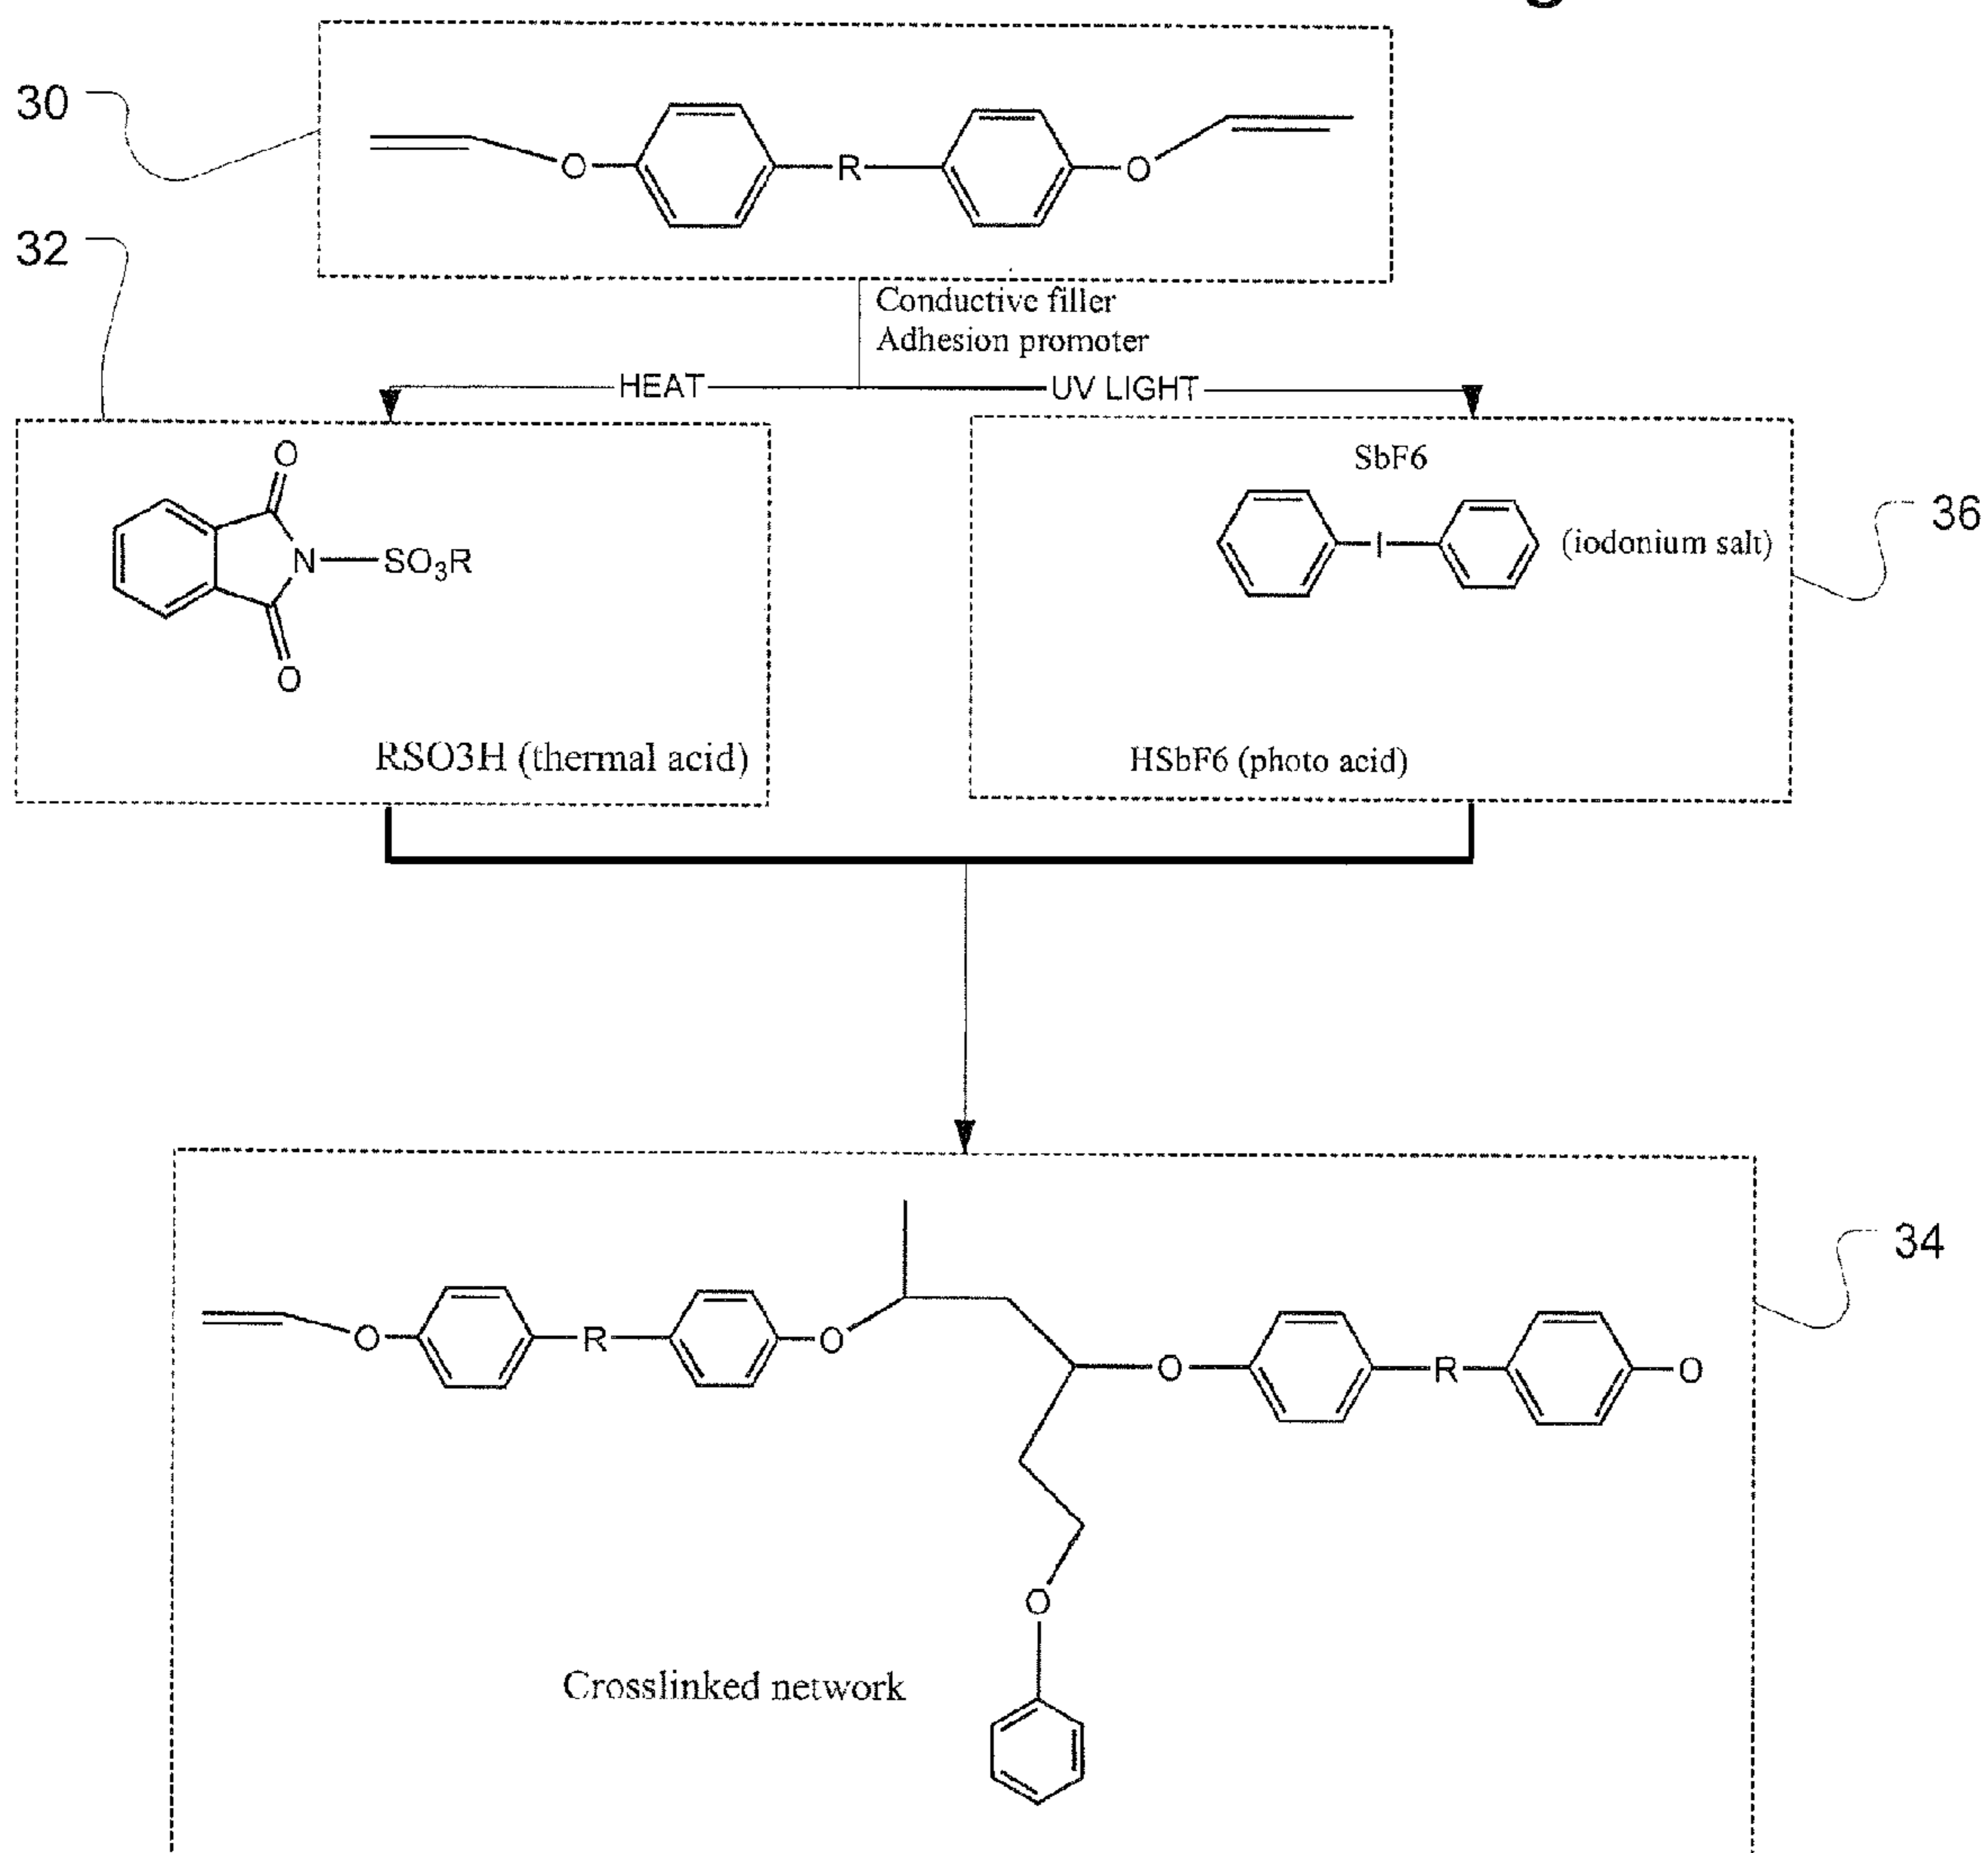 30
O
R
O
32
Conductive filler
Adhesion promoter
HEAT
UV LIGHT
O
N
SO₃R
O
RSO3H (thermal acid)
SbF6
I
(iodonium salt)
36
HSbF6 (photo acid)
34
O
R
O
O
R
O
O
Crosslinked network